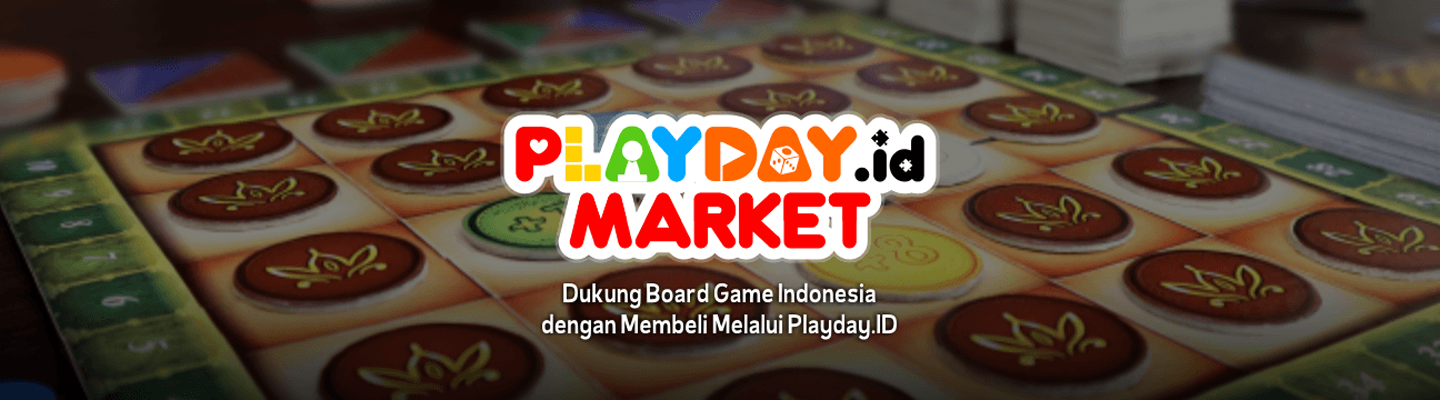 PLAYDAY.id
MARKET
Dukung Board Game Indonesia
dengan Membeli Melalui Playday.ID